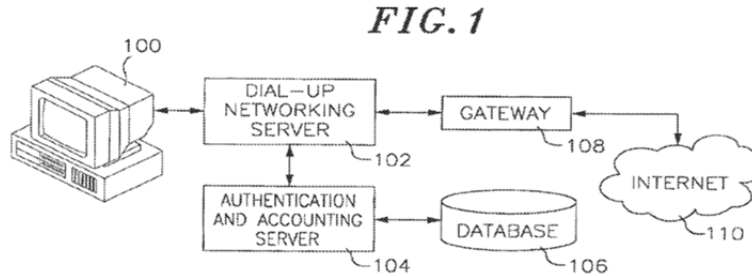 FIG. 1
100
DIAL-UP
NETWORKING
SERVER
102
GATEWAY
108
INTERNET
110
AUTHENTICATION
AND ACCOUNTING
SERVER
104
DATABASE
106